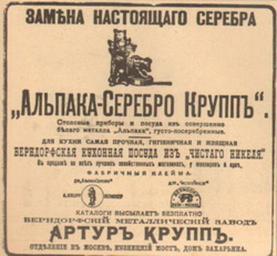 ЗАМѢНА НАСТОЯЩАГО СЕРЕБРА
„АЛЬПАКА-СЕРЕБРО КРУППЪ“.
Столовые приборы и посуда изъ совершенно
бѣлаго металла „Альпака“, густо-посеребренные.
ДЛЯ КУХНИ САМАЯ ПРОЧНАЯ, ГИГІЕНИЧНАЯ И ИЗЯЩНАЯ
БЕРНДОРФСКАЯ КУХОННАЯ ПОСУДА ИЗЪ „ЧИСТАГО НИКЕЛЯ“
ФАБРИЧНЫЯ КЛЕЙМА
КАТАЛОГИ ВЫСЫЛАЕТЪ БЕЗПЛАТНО
БЕРНДОРФСКІЙ МЕТАЛЛИЧЕСКІЙ ЗАВОДЪ
АРТУРЪ КРУППЪ.
ОТДѢЛЕНІЕ ВЪ МОСКВѢ, КУЗНЕЦКІЙ МОСТЪ, ДОМЪ ЗАХАРЬИНА.